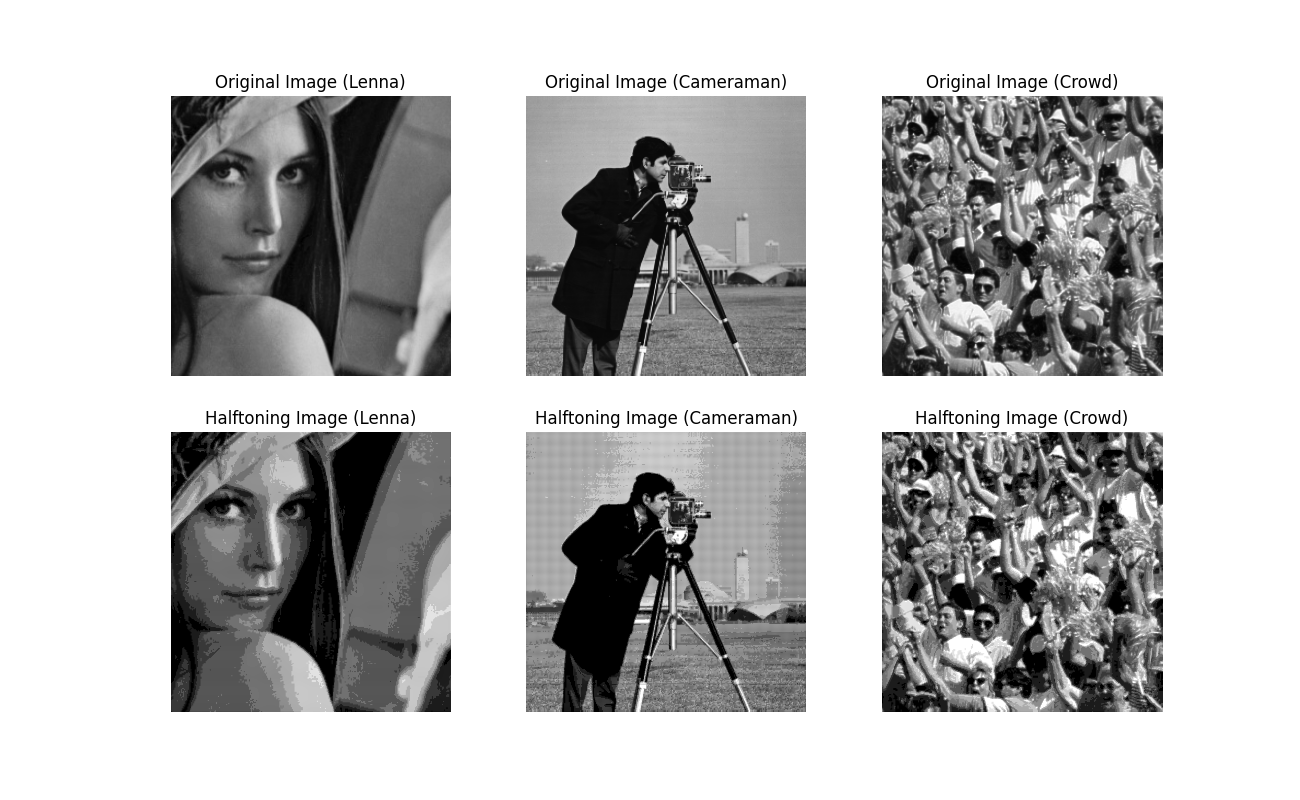 Original Image (Lenna)
Original Image (Cameraman)
Original Image (Crowd)
Halftoning Image (Lenna)
Halftoning Image (Cameraman)
Halftoning Image (Crowd)